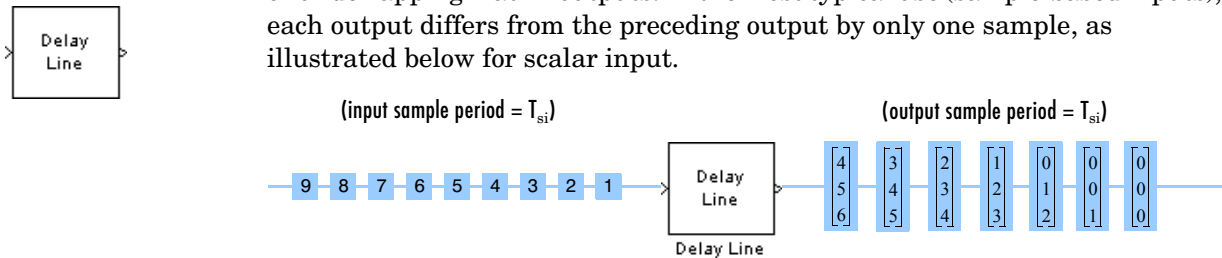 Delay
Line
each output differs from the preceding output by only one sample, as
illustrated below for scalar input.
(input sample period = Tsi)
(output sample period = Tsi)
9 8 7 6 5 4 3 2 1
Delay
Line
Delay Line
4 3 2 1 0 0 0
5 4 3 2 1 0 0
6 5 4 3 2 1 0